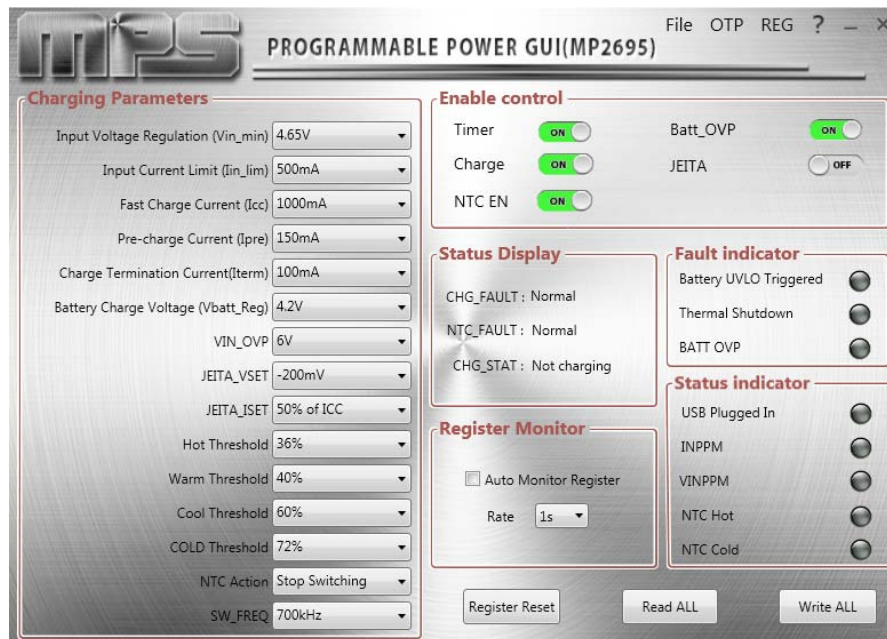 MPS
File OTP REG ?
PROGRAMMABLE POWER GUI(MP2695)
Charging Parameters
Input Voltage Regulation (Vin_min) 4.65V
Input Current Limit (Iin_lim) 500mA
Fast Charge Current (Icc) 1000mA
Pre-charge Current (Ipre) 150mA
Charge Termination Current(Iterm) 100mA
Battery Charge Voltage (Vbatt_Reg) 4.2V
VIN_OVP 6V
JEITA_VSET -200mV
JEITA_ISET 50% of ICC
Hot Threshold 36%
Warm Threshold 40%
Cool Threshold 60%
COLD Threshold 72%
NTC Action Stop Switching
SW_FREQ 700kHz
Enable control
Timer ON Batt_OVP ON
Charge ON JEITA OFF
NTC EN ON
Status Display
CHG_FAULT : Normal
NTC_FAULT : Normal
CHG_STAT : Not charging
Fault indicator
Battery UVLO Triggered
Thermal Shutdown
BATT OVP
Register Monitor
Auto Monitor Register
Rate 1s
Status indicator
USB Plugged In
INPPM
VINPPM
NTC Hot
NTC Cold
Register Reset Read ALL Write ALL